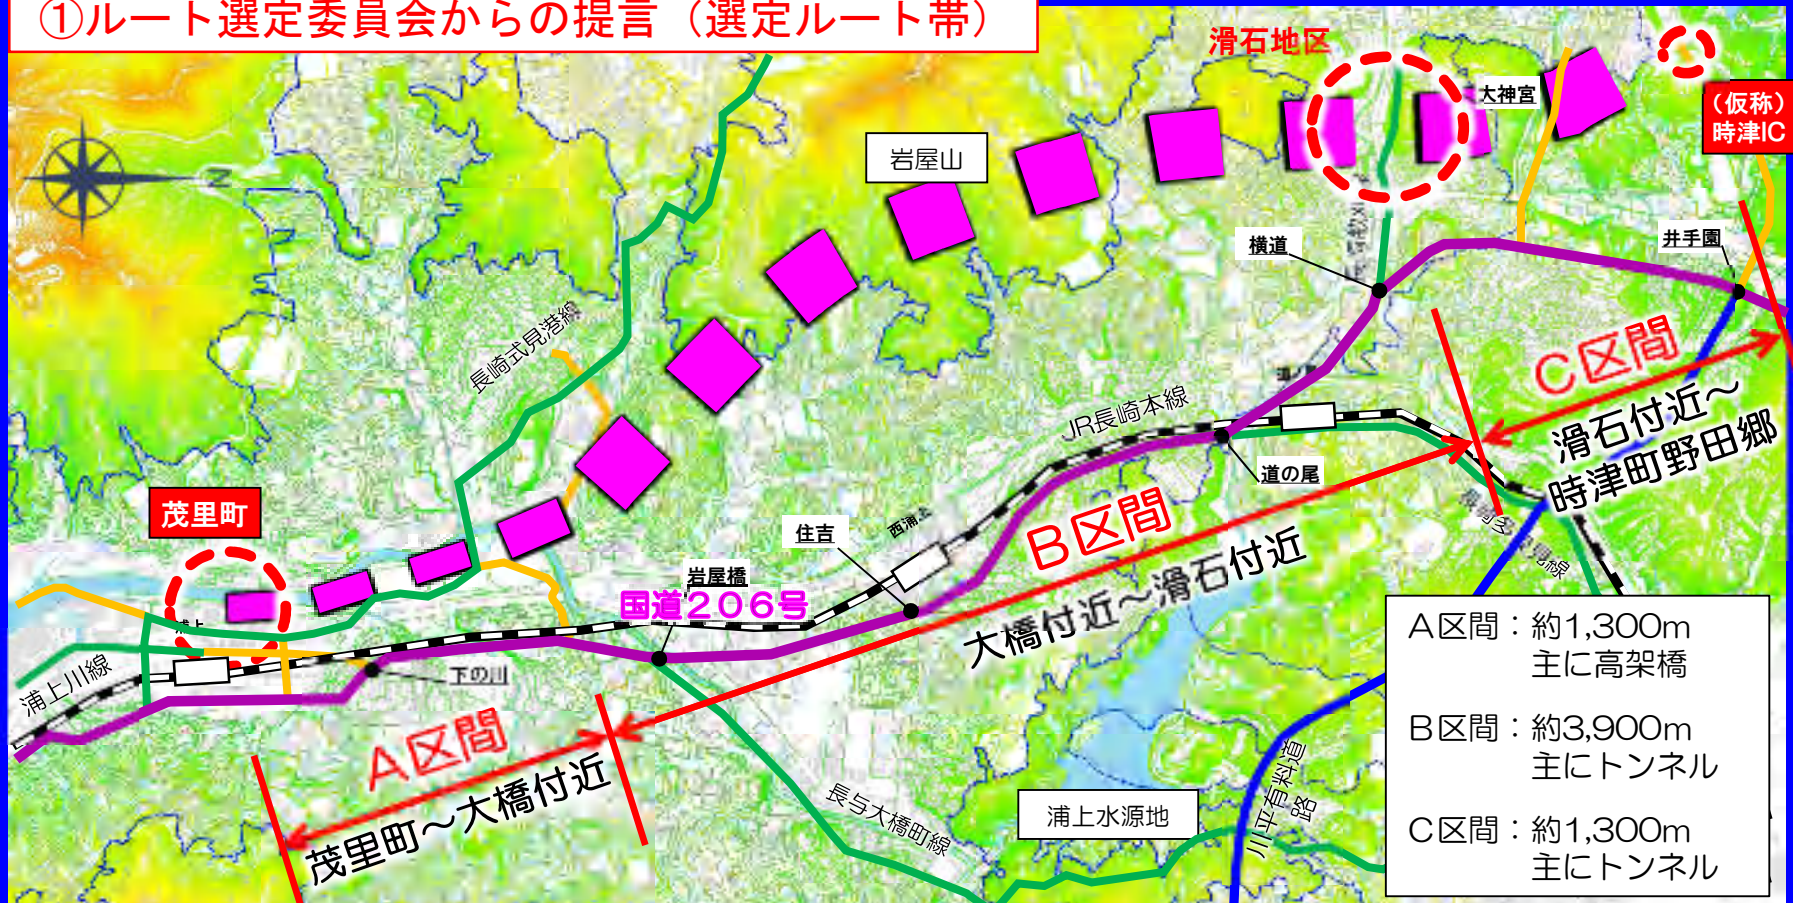 ①ルート選定委員会からの提言（選定ルート帯）
滑石地区
大神宮
（仮称）
時津IC
岩屋山
N
横道
井手園
長崎式見港線
C区間
滑石付近～
時津町野田郷
JR長崎本線
道の尾
茂里町
西浦上
住吉
B区間
大橋付近～滑石付近
岩屋橋
国道206号
浦上
浦上川線
下の川
A区間
茂里町～大橋付近
長与大橋町線
浦上水源地
川平有料道
路
A区間：約1,300m
主に高架橋
B区間：約3,900m
主にトンネル
C区間：約1,300m
主にトンネル